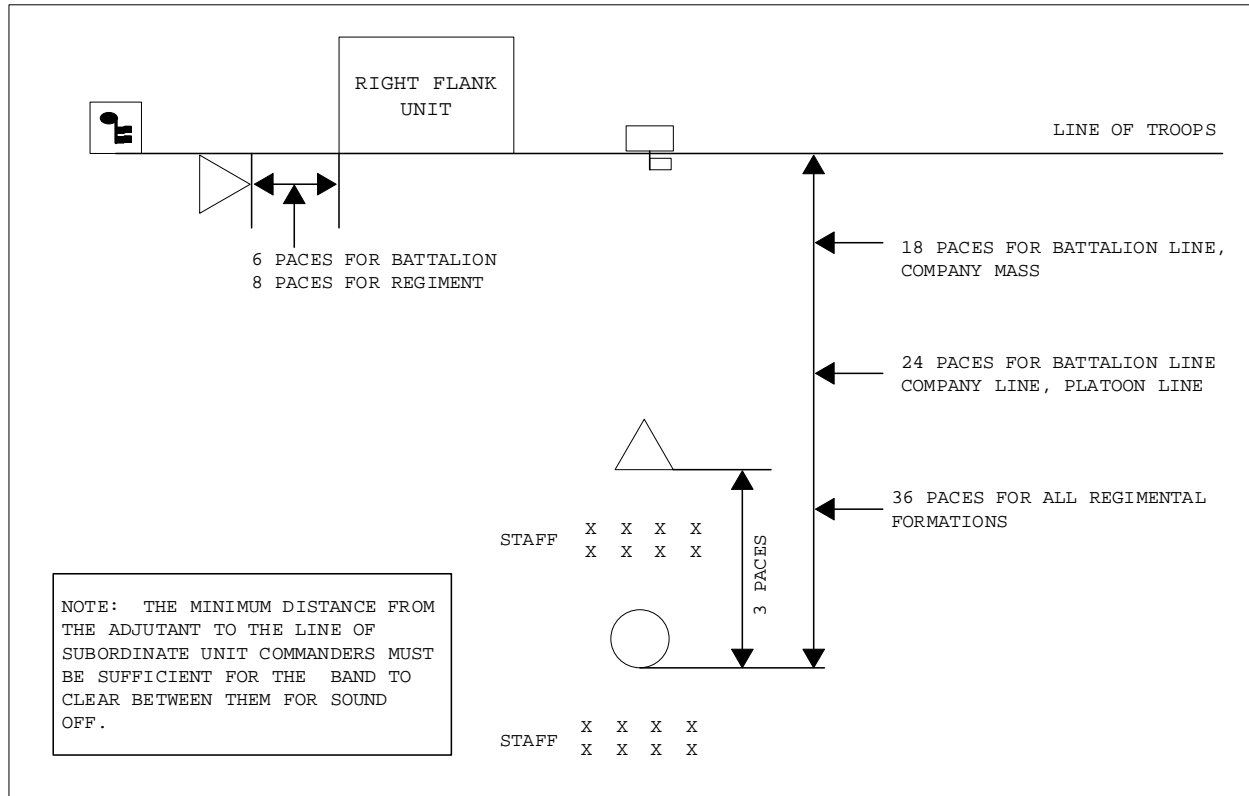 RIGHT FLANK
UNIT
LINE OF TROOPS
6 PACES FOR BATTALION
8 PACES FOR REGIMENT
18 PACES FOR BATTALION LINE,
COMPANY MASS
24 PACES FOR BATTALION LINE
COMPANY LINE, PLATOON LINE
36 PACES FOR ALL REGIMENTAL
FORMATIONS
STAFF X X X X
X X X X
3 PACES
NOTE: THE MINIMUM DISTANCE FROM
THE ADJUTANT TO THE LINE OF
SUBORDINATE UNIT COMMANDERS MUST
BE SUFFICIENT FOR THE BAND TO
CLEAR BETWEEN THEM FOR SOUND
OFF.
STAFF X X X X
X X X X